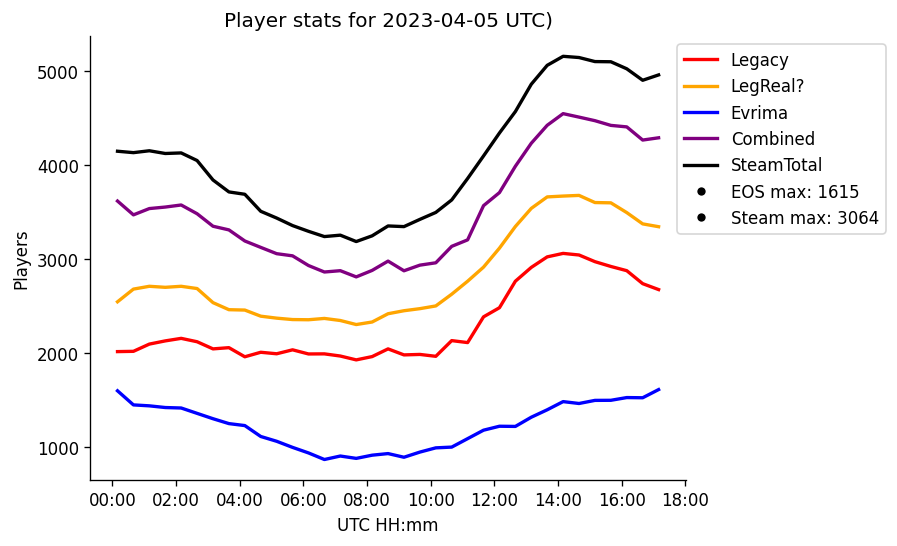 Player stats for 2023-04-05 UTC)
Legacy
LegReal?
Evrima
Combined
SteamTotal
EOS max: 1615
Steam max: 3064
Players
5000
4000
3000
2000
1000
00:00 02:00 04:00 06:00 08:00 10:00 12:00 14:00 16:00 18:00
UTC HH:mm